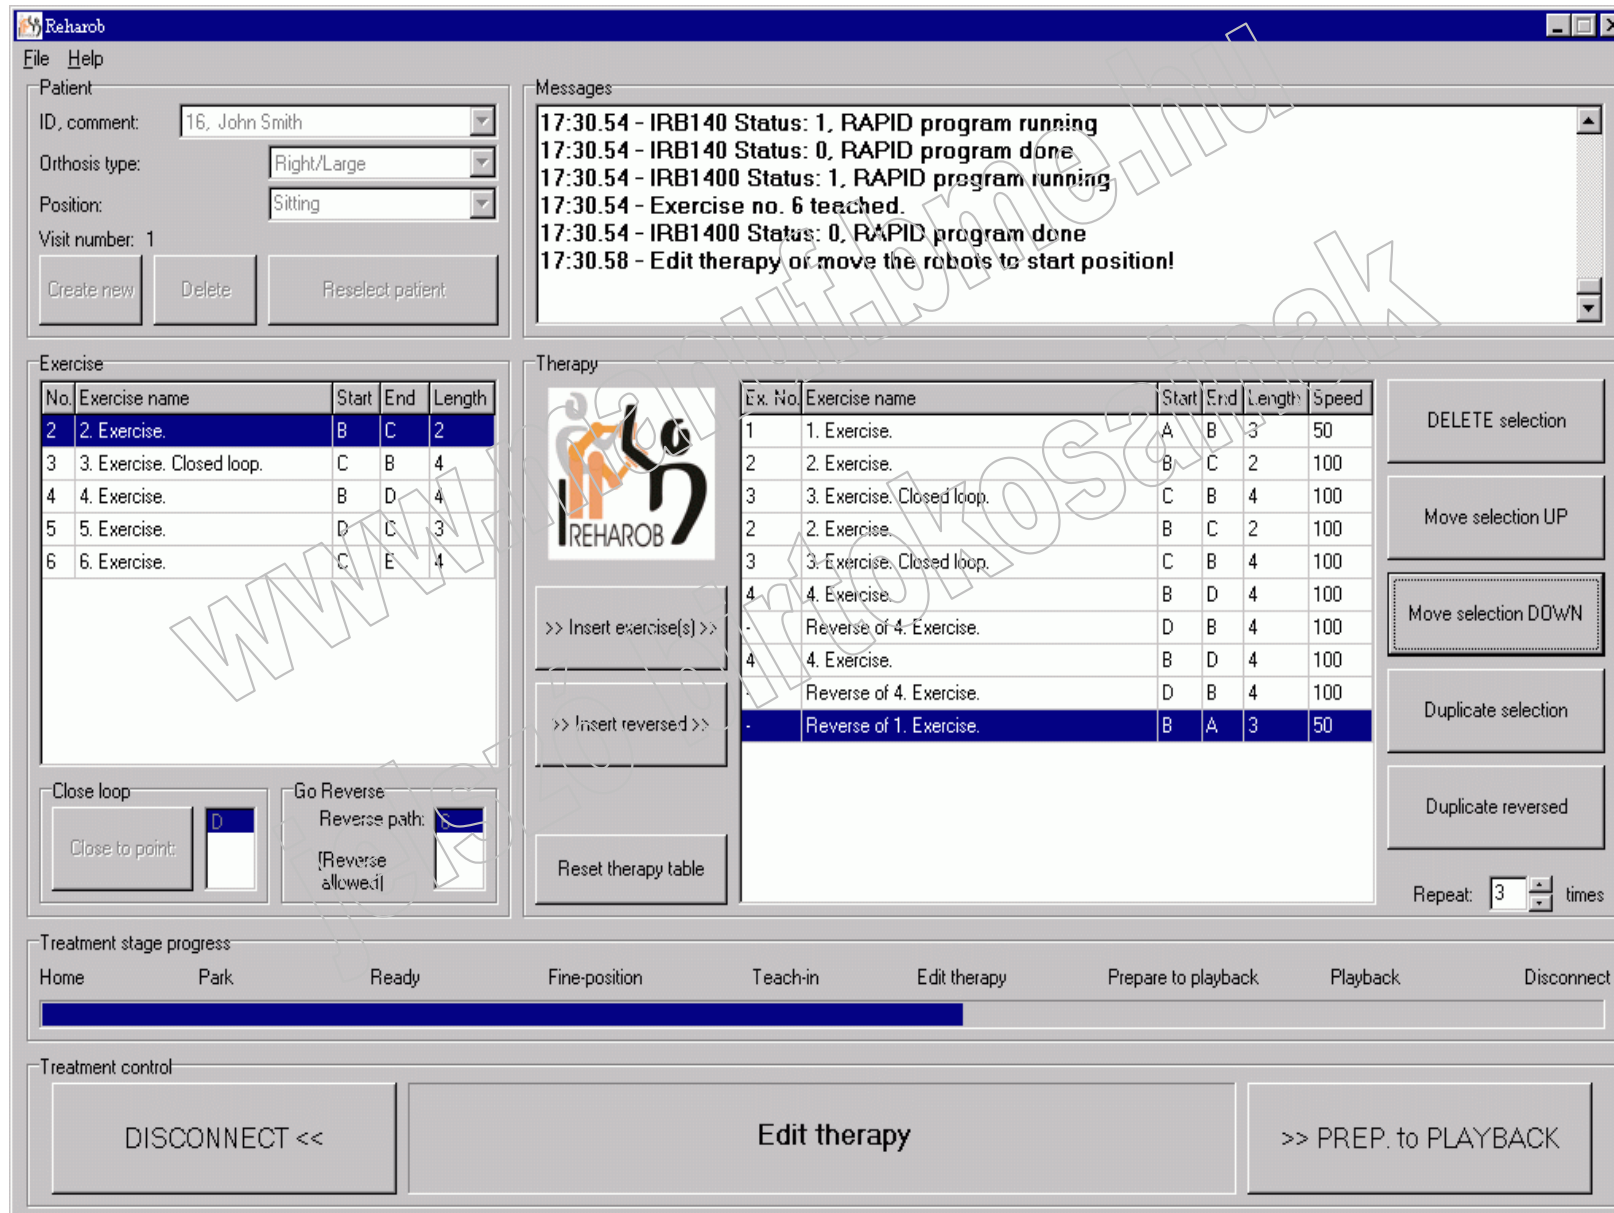 Reharob
File Help
Patient
ID, comment: 16, John Smith
Orthosis type: Right/Large
Position: Sitting
Visit number: 1
Create new Delete Reselect patient
Messages
17:30.54 - IRB140 Status: 1, RAPID program running
17:30.54 - IRB140 Status: 0, RAPID program done
17:30.54 - IRB1400 Status: 1, RAPID program running
17:30.54 - Exercise no. 6 teached.
17:30.54 - IRB1400 Status: 0, RAPID program done
17:30.58 - Edit therapy or move the robots to start position!
Exercise
No. Exercise name Start End Length
2 2. Exercise. B C 2
3 3. Exercise. Closed loop. C B 4
4 4. Exercise. B D 4
5 5. Exercise. D C 3
6 6. Exercise. C E 4
Close loop
Close to point: D
Go Reverse
Reverse path: 6
(Reverse
allowed)
Therapy
REHAROB
>> Insert exercise(s) >>
>> Insert reversed >>
Reset therapy table
Ex. No. Exercise name Start End Length Speed
1 1. Exercise. A B 3 50
2 2. Exercise. B C 2 100
3 3. Exercise. Closed loop. C B 4 100
2 2. Exercise. B C 2 100
3 3. Exercise. Closed loop. C B 4 100
4 4. Exercise. B D 4 100
- Reverse of 4. Exercise. D B 4 100
4 4. Exercise. B D 4 100
- Reverse of 4. Exercise. D B 4 100
- Reverse of 1. Exercise. B A 3 50
DELETE selection
Move selection UP
Move selection DOWN
Duplicate selection
Duplicate reversed
Repeat: 3 times
Treatment stage progress
Home Park Ready Fine-position Teach-in Edit therapy Prepare to playback Playback Disconnect
Treatment control
DISCONNECT << Edit therapy >> PREP. to PLAYBACK
www.manuf.bme.hu
jelszó birtokosainak